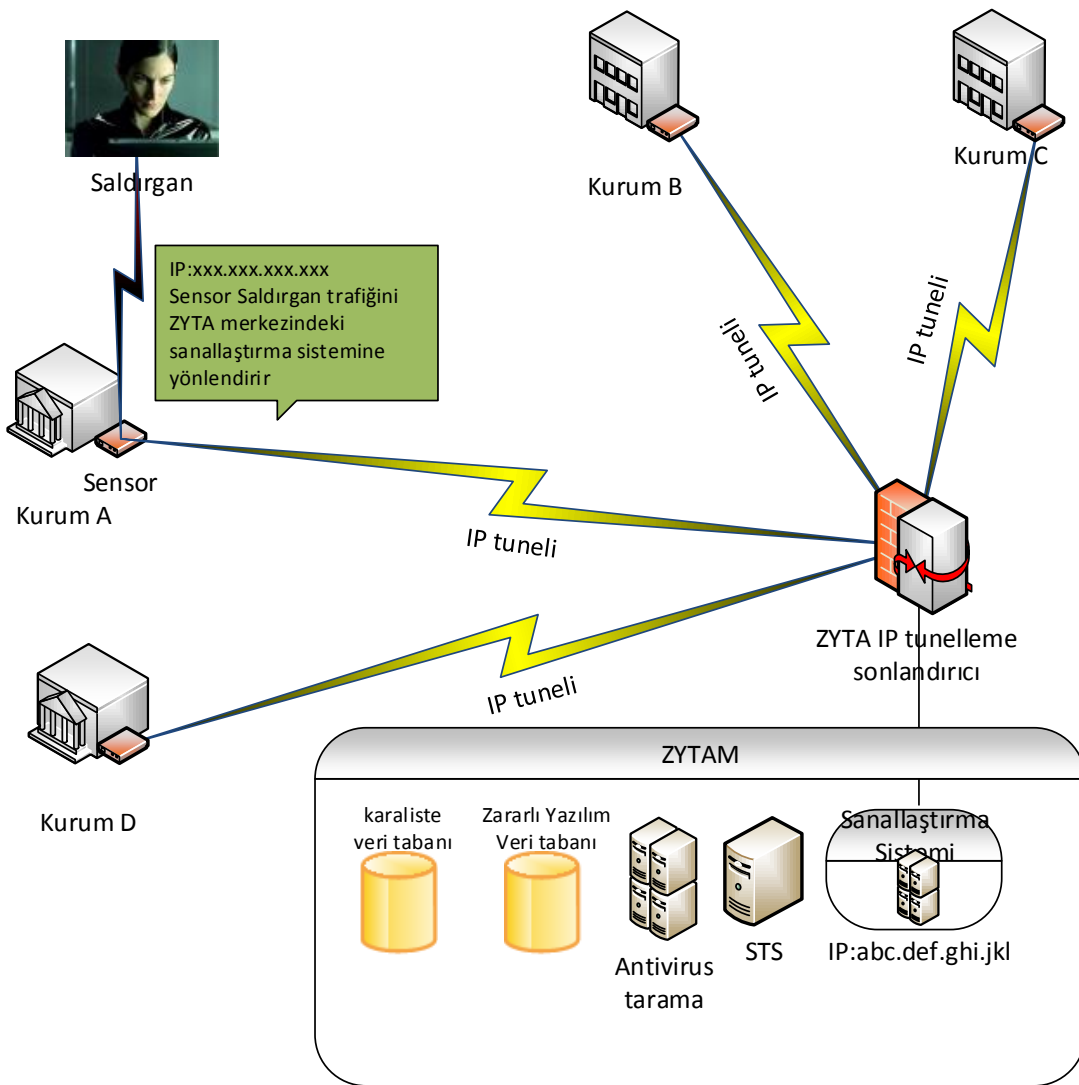 Saldırgan
Kurum B
Kurum C
IP:xxx.xxx.xxx.xxx
Sensor Saldırgan trafiğini
ZYTA merkezindeki
sanallaştırma sistemine
yönlendirir
IP tuneli
IP tuneli
Sensor
Kurum A
IP tuneli
ZYTA IP tunelleme
sonlandırıcı
IP tuneli
Kurum D
ZYTAM
karaliste
veri tabanı
Zararlı Yazılım
Veri tabanı
Antivirus
tarama
STS
Sanallaştırma
Sistemi
IP:abc.def.ghi.jkl